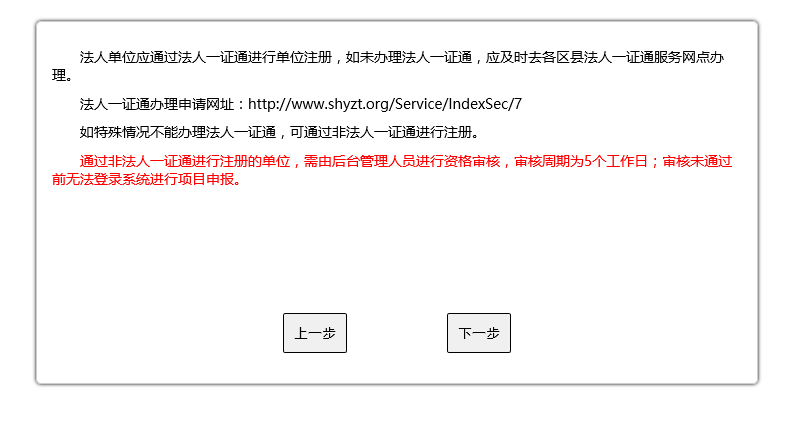 法人单位应通过法人一证通进行单位注册，如未办理法人一证通，应及时去各区县法人一证通服务网点办
理。
法人一证通办理申请网址：http://www.shyzt.org/Service/IndexSec/7
如特殊情况不能办理法人一证通，可通过非法人一证通进行注册。
通过非法人一证通进行注册的单位，需由后台管理人员进行资格审核，审核周期为5个工作日；审核未通过
前无法登录系统进行项目申报。
上一步 下一步